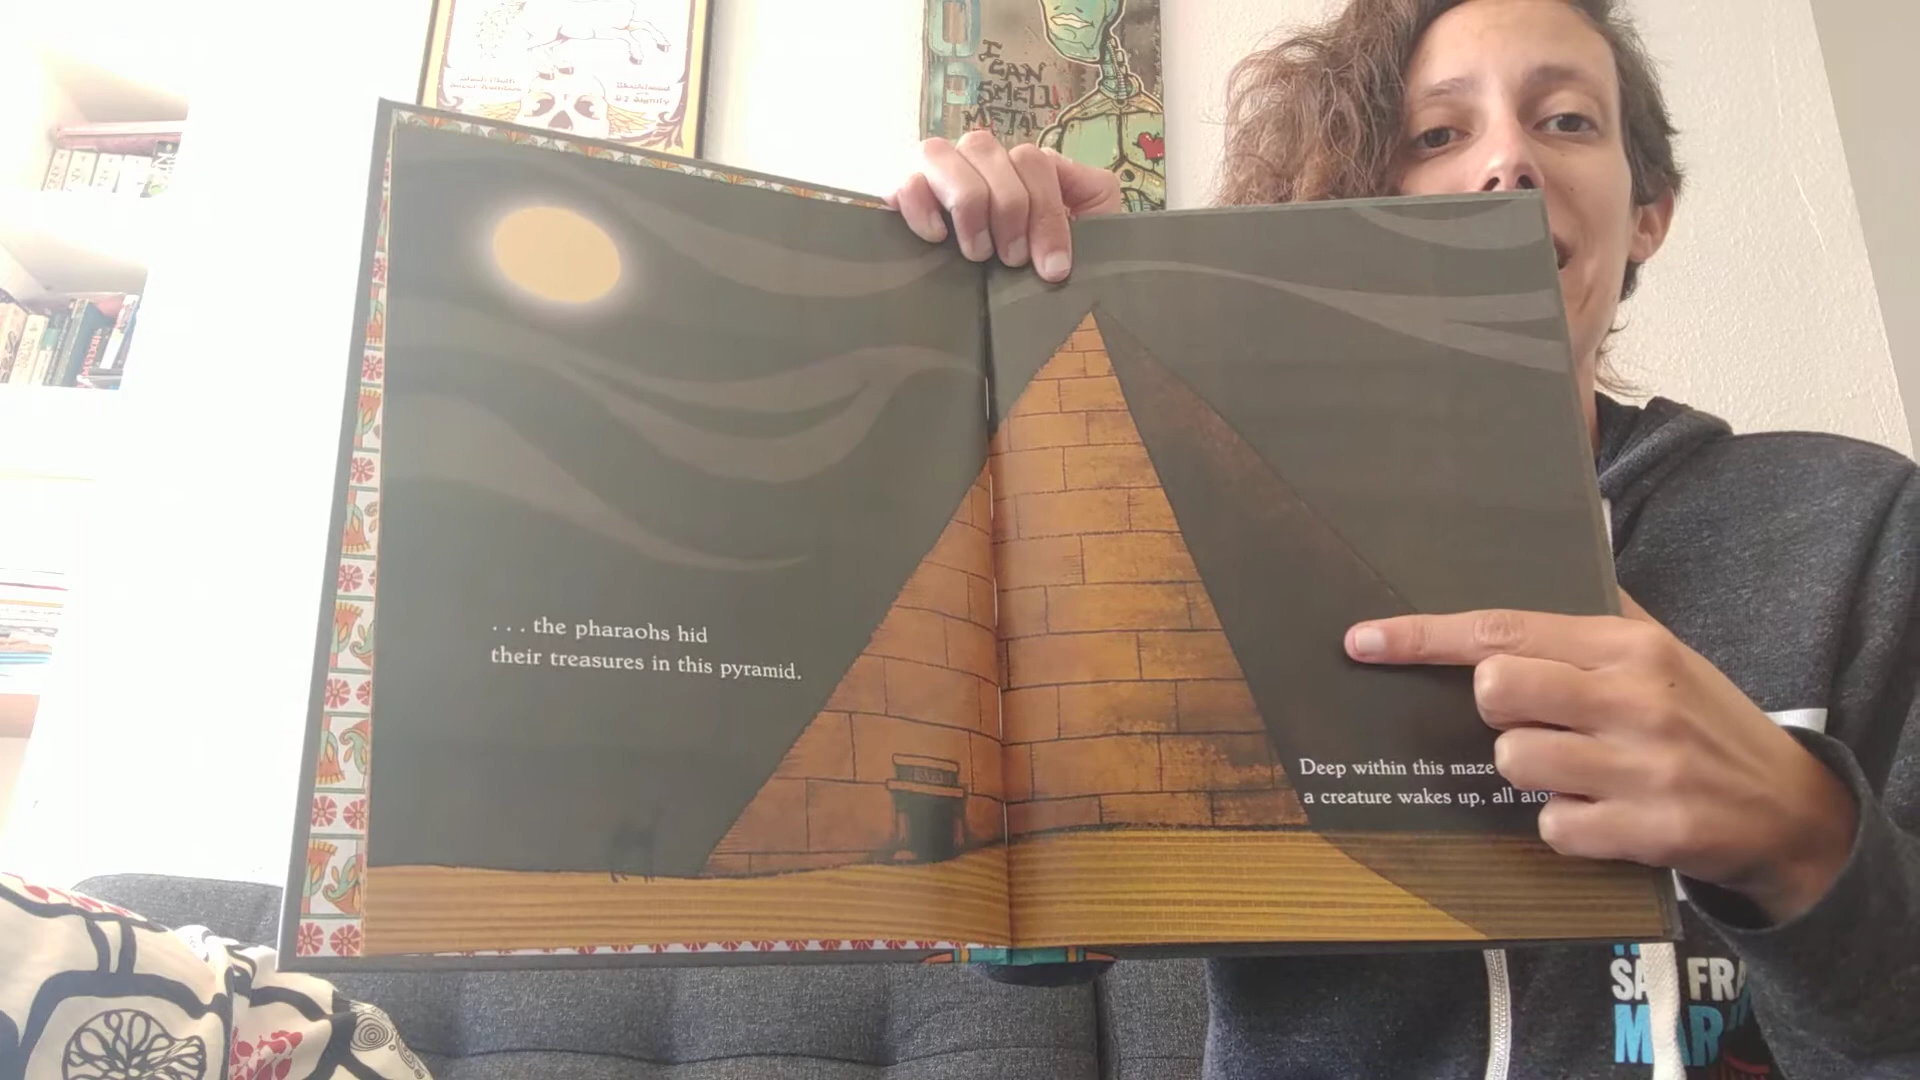 I
CAN
SMELL
METAL
. . . the pharaohs hid
their treasures in this pyramid.
Deep within this maze
a creature wakes up, all
SA FRA
MAR